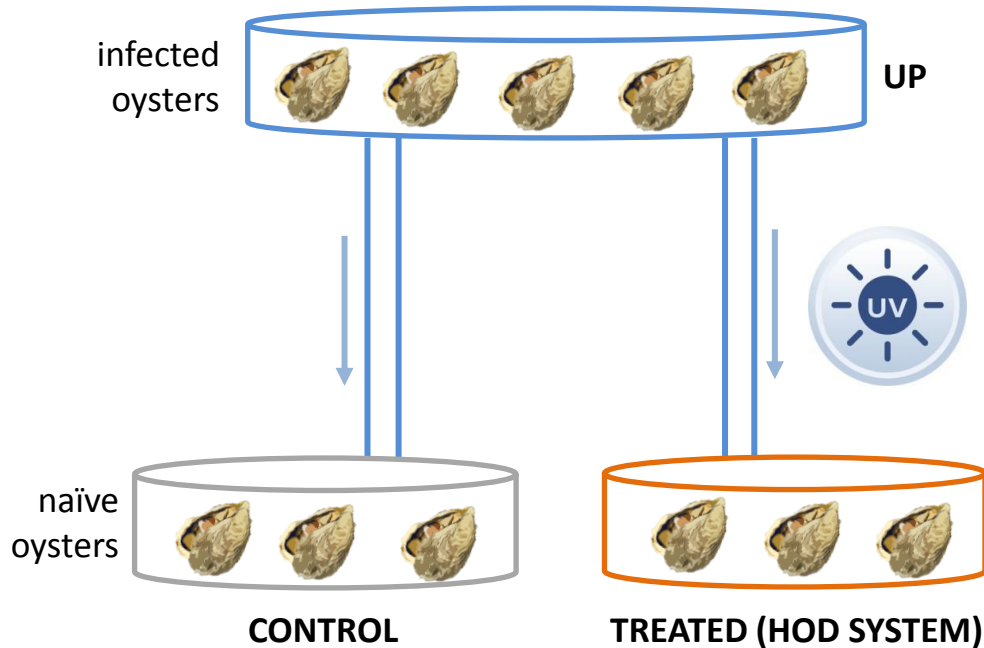 infected
oysters
UP
UV
naïve
oysters
CONTROL
TREATED (HOD SYSTEM)